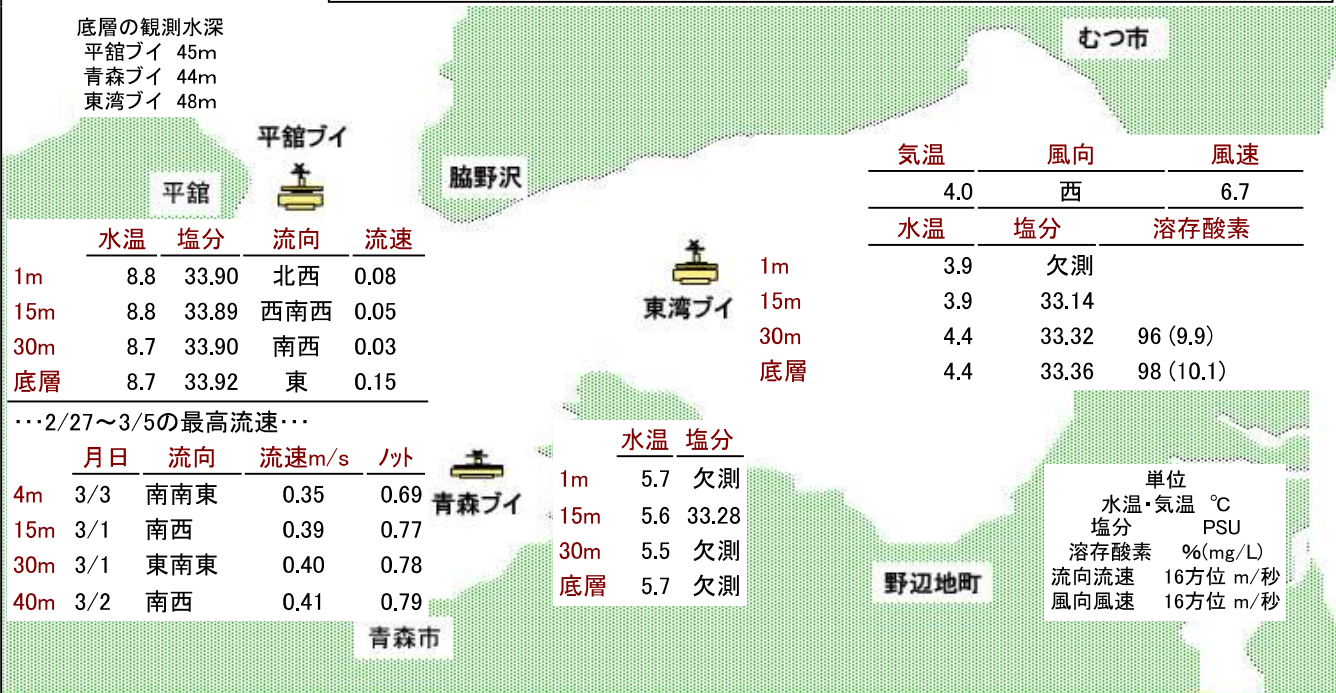 底層の観測水深
平舘ブイ 45m
青森ブイ 44m
東湾ブイ 48m
むつ市
平舘ブイ
平舘
脇野沢
気温 風向 風速
4.0 西 6.7
水温 塩分 溶存酸素
1m 3.9 欠測
15m 3.9 33.14
30m 4.4 33.32 96 (9.9)
底層 4.4 33.36 98 (10.1)
東湾ブイ
水温 塩分 流向 流速
1m 8.8 33.90 北西 0.08
15m 8.8 33.89 西南西 0.05
30m 8.7 33.90 南西 0.03
底層 8.7 33.92 東 0.15
…2/27～3/5の最高流速…
月日 流向 流速m/s ノット
4m 3/3 南南東 0.35 0.69
15m 3/1 南西 0.39 0.77
30m 3/1 東南東 0.40 0.78
40m 3/2 南西 0.41 0.79
青森ブイ
水温 塩分
1m 5.7 欠測
15m 5.6 33.28
30m 5.5 欠測
底層 5.7 欠測
青森市
野辺地町
単位
水温・気温 ℃
塩分 PSU
溶存酸素 %(mg/L)
流向流速 16方位 m/秒
風向風速 16方位 m/秒